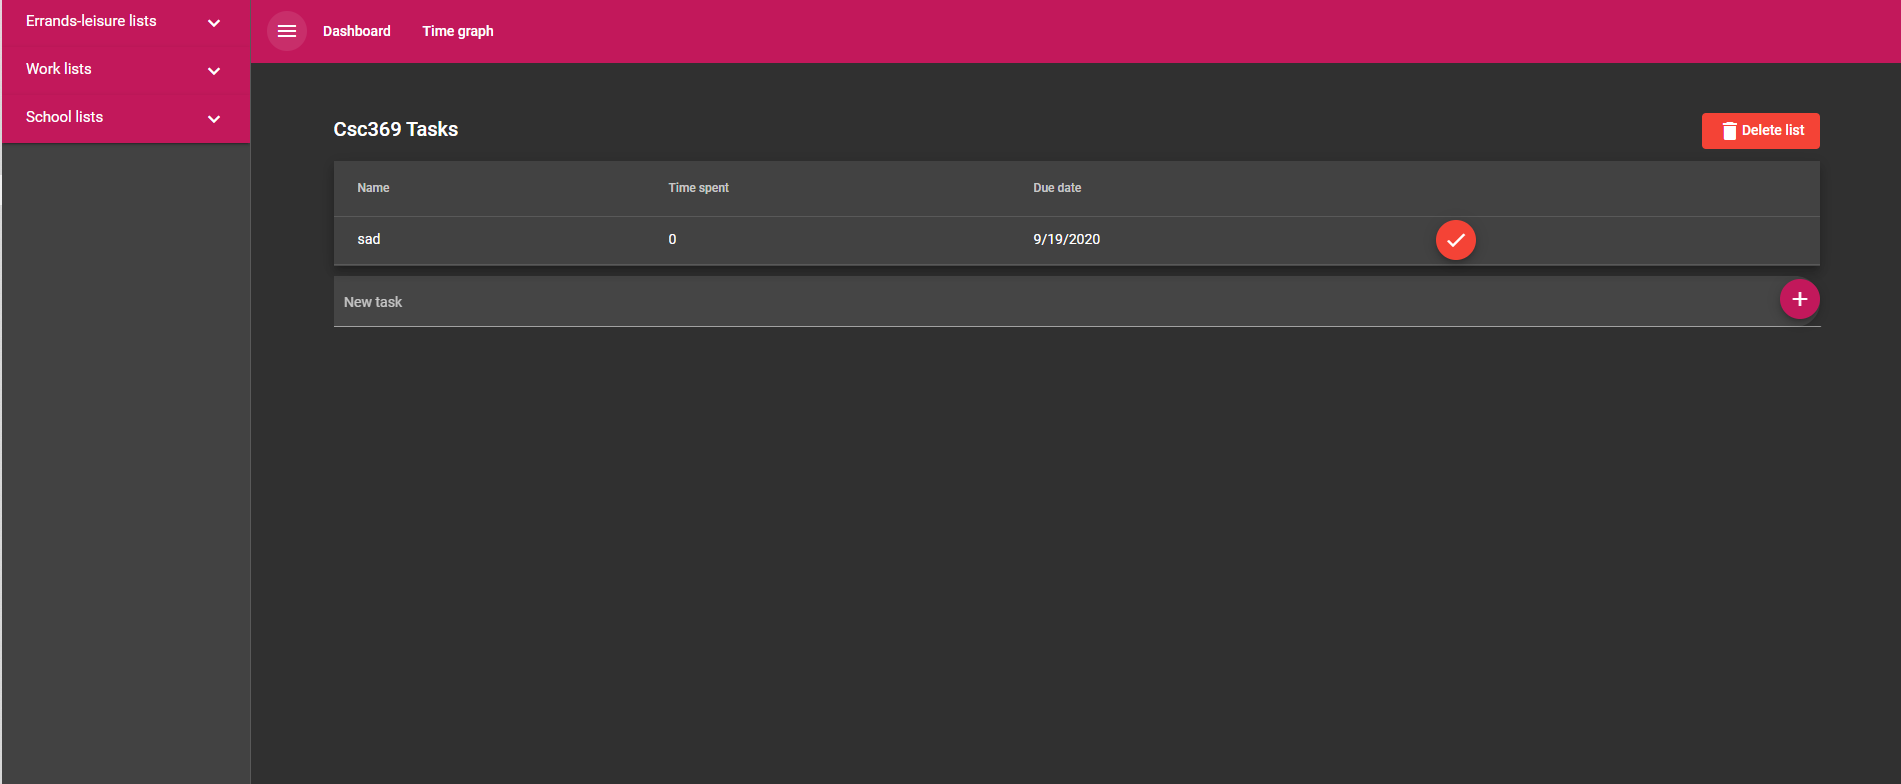 Errands-leisure lists
Work lists
School lists
Dashboard Time graph
Csc369 Tasks
Delete list
Name Time spent Due date
sad 0 9/19/2020
New task